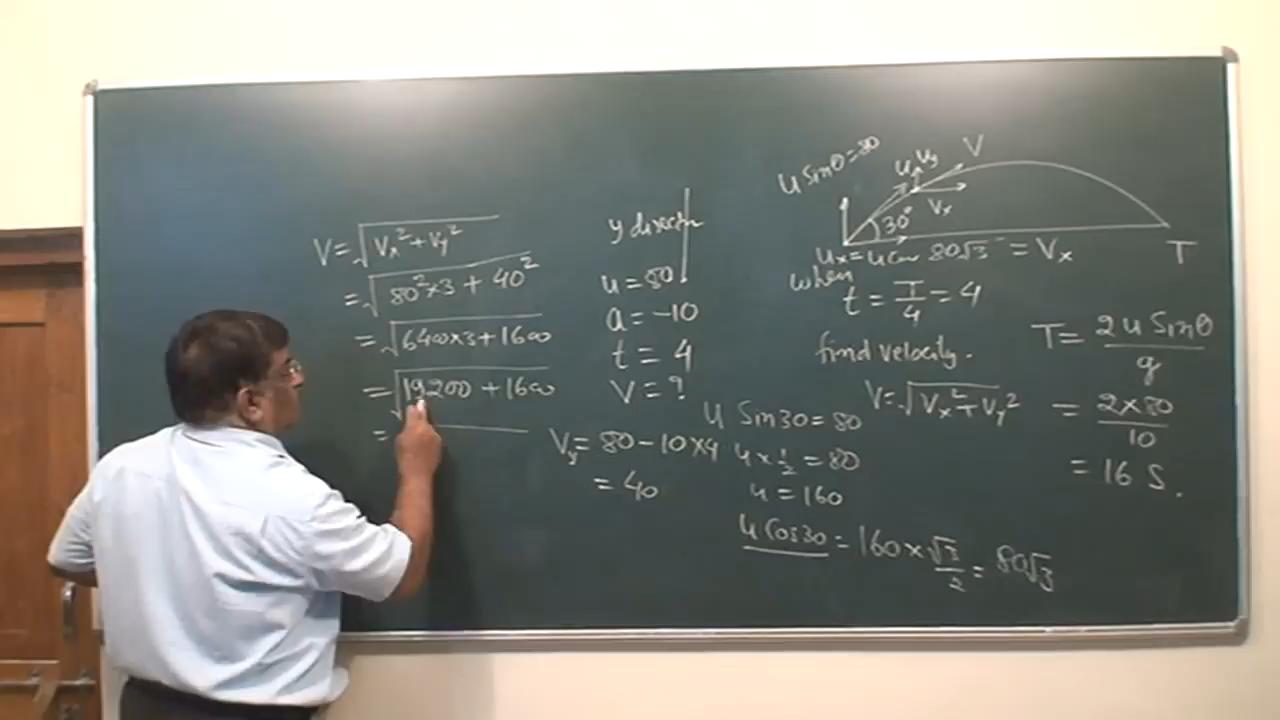 V = √Vx² + Vy²
= √80² × 3 + 40²
= √6400×3 + 1600
= √19200 + 1600
=
y direct
u = 80
a = -10
t = 4
V = ?
Vy = 80 - 10×4
= 40
u Sinθ = 80
Vy
V
Vx
30°
ux = u cos 80√3 = Vx
T
when
t = T/4 = 4
find velocity.
V = √Vx² + Vy²
u Sin30 = 80
u × 1/2 = 80
u = 160
u Cos30 = 160 × √3/2 = 80√3
T = 2 u Sinθ / g
= 2 × 80 / 10
= 16 S.